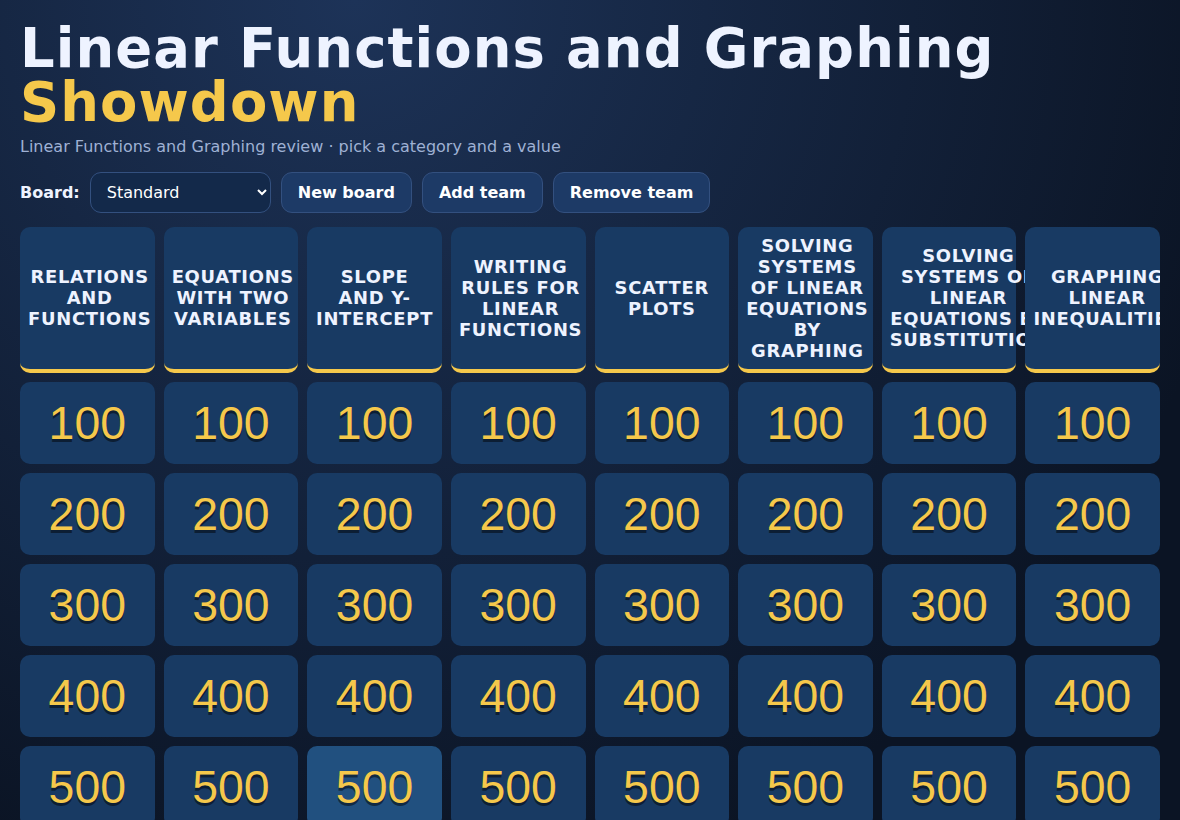 Linear Functions and Graphing
Showdown
Linear Functions and Graphing review · pick a category and a value
Board: Standard New board Add team Remove team
RELATIONS
AND
FUNCTIONS
EQUATIONS
WITH TWO
VARIABLES
SLOPE
AND Y-
INTERCEPT
WRITING
RULES FOR
LINEAR
FUNCTIONS
SCATTER
PLOTS
SOLVING
SYSTEMS
OF LINEAR
EQUATIONS
BY
GRAPHING
SOLVING
SYSTEMS
LINEAR
EQUATIONS
GRAPHING
LINEAR
100 100 100 100 100 100 100 100
200 200 200 200 200 200 200 200
300 300 300 300 300 300 300 300
400 400 400 400 400 400 400 400
500 500 500 500 500 500 500 500